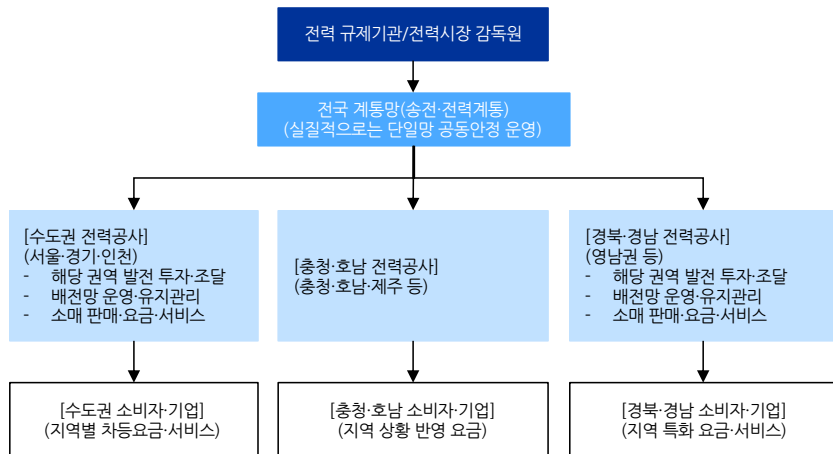 전력 규제기관/전력시장 감독원
전국 계통망(송전·전력계통)
(실질적으로는 단일망 공동안정 운영)
[수도권 전력공사]
(서울·경기·인천)
- 해당 권역 발전 투자·조달
- 배전망 운영·유지관리
- 소매 판매·요금·서비스
[충청·호남 전력공사]
(충청·호남·제주 등)
[경북·경남 전력공사]
(영남권 등)
- 해당 권역 발전 투자·조달
- 배전망 운영·유지관리
- 소매 판매·요금·서비스
[수도권 소비자·기업]
(지역별 차등요금·서비스)
[충청·호남 소비자·기업]
(지역 상황 반영 요금)
[경북·경남 소비자·기업]
(지역 특화 요금·서비스)